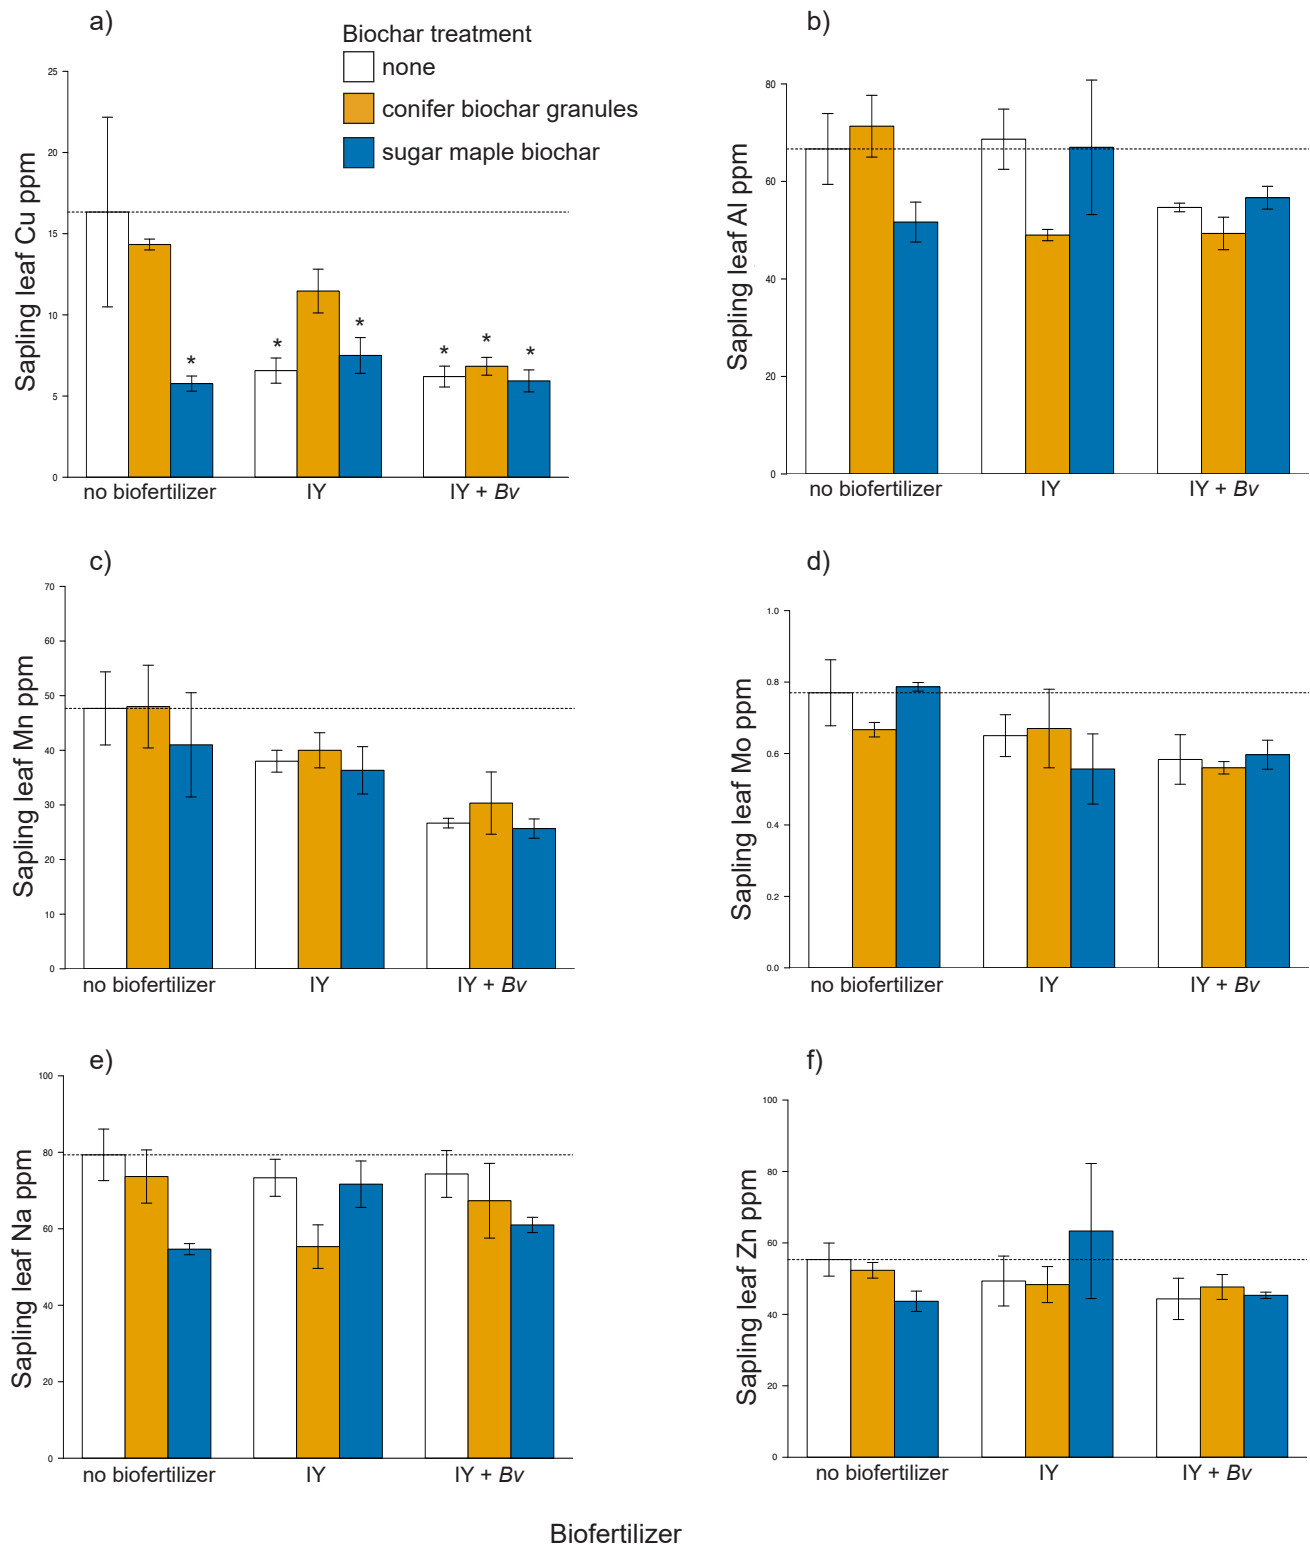 a)
Biochar treatment
none
conifer biochar granules
sugar maple biochar
Sapling leaf Cu ppm
25
20
15
10
5
0
*
*
*
*
*
*
no biofertilizer IY IY + Bv
b)
Sapling leaf Al ppm
80
60
40
20
0
no biofertilizer IY IY + Bv
c)
Sapling leaf Mn ppm
70
60
50
40
30
20
10
0
no biofertilizer IY IY + Bv
d)
Sapling leaf Mo ppm
1.0
0.8
0.6
0.4
0.2
0.0
no biofertilizer IY IY + Bv
e)
Sapling leaf Na ppm
100
80
60
40
20
0
no biofertilizer IY IY + Bv
f)
Sapling leaf Zn ppm
100
80
60
40
20
0
no biofertilizer IY IY + Bv
Biofertilizer